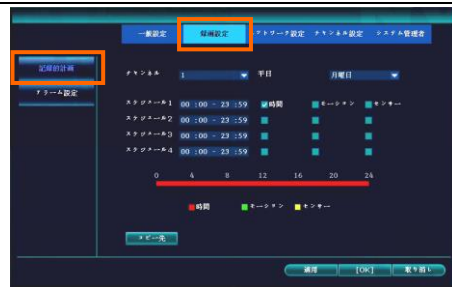 一般設定 録画設定 ネットワーク設定 チャンネル設定 システム管理者
記録的計画
アラーム設定
チャンネル 1 平日 月曜日
スケジュール1 00 :00 - 23 :59 時間 モーション センサー
スケジュール2 00 :00 - 23 :59
スケジュール3 00 :00 - 23 :59
スケジュール4 00 :00 - 23 :59
0 4 8 12 16 20 24
時間 モーション センサー
コピー先
適用 [OK] 取り消し